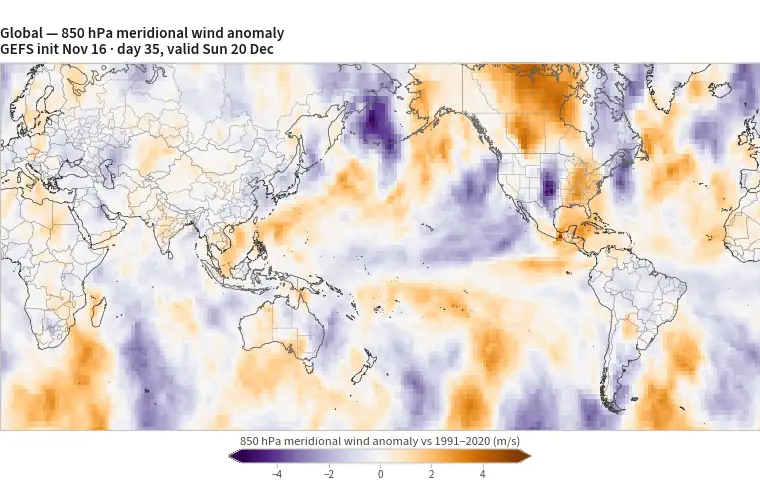 Global — 850 hPa meridional wind anomaly
GEFS init Nov 16 · day 35, valid Sun 20 Dec
850 hPa meridional wind anomaly vs 1991–2020 (m/s)
−4 −2 0 2 4